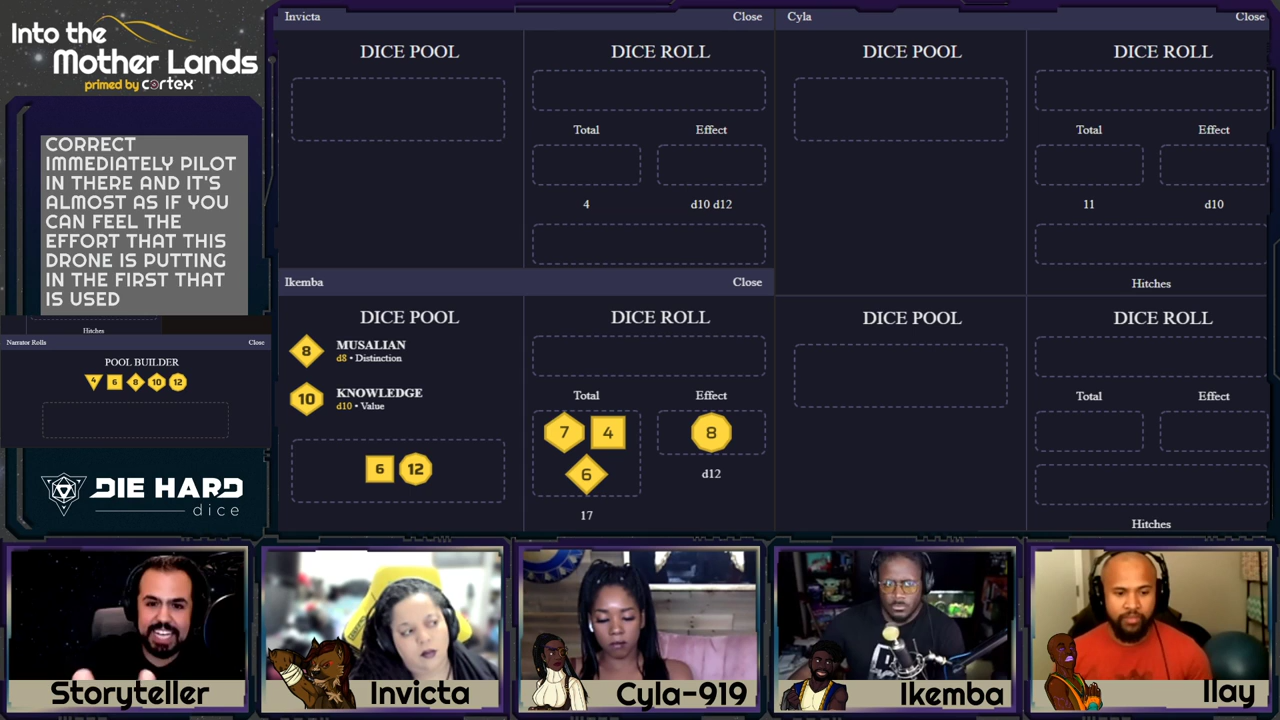 Into the
Mother Lands
primed by cortex
CORRECT
IMMEDIATELY PILOT
IN THERE AND IT'S
ALMOST AS IF YOU
CAN FEEL THE
EFFORT THAT THIS
DRONE IS PUTTING
IN THE FIRST THAT
IS USED
Hitches
Narrator Rolls Close
POOL BUILDER
4 6 8 10 12
DIE HARD
dice
Invicta Close
DICE POOL DICE ROLL
Total Effect
4 d10 d12
Cyla Close
DICE POOL DICE ROLL
Total Effect
11 d10
Hitches
Ikemba Close
DICE POOL DICE ROLL
8 MUSALIAN
d8 • Distinction
10 KNOWLEDGE
d10 • Value
6 12
Total Effect
7 4 8
6 d12
17
DICE POOL DICE ROLL
Total Effect
Hitches
Storyteller
Invicta
Cyla-919
Ikemba
Ilay